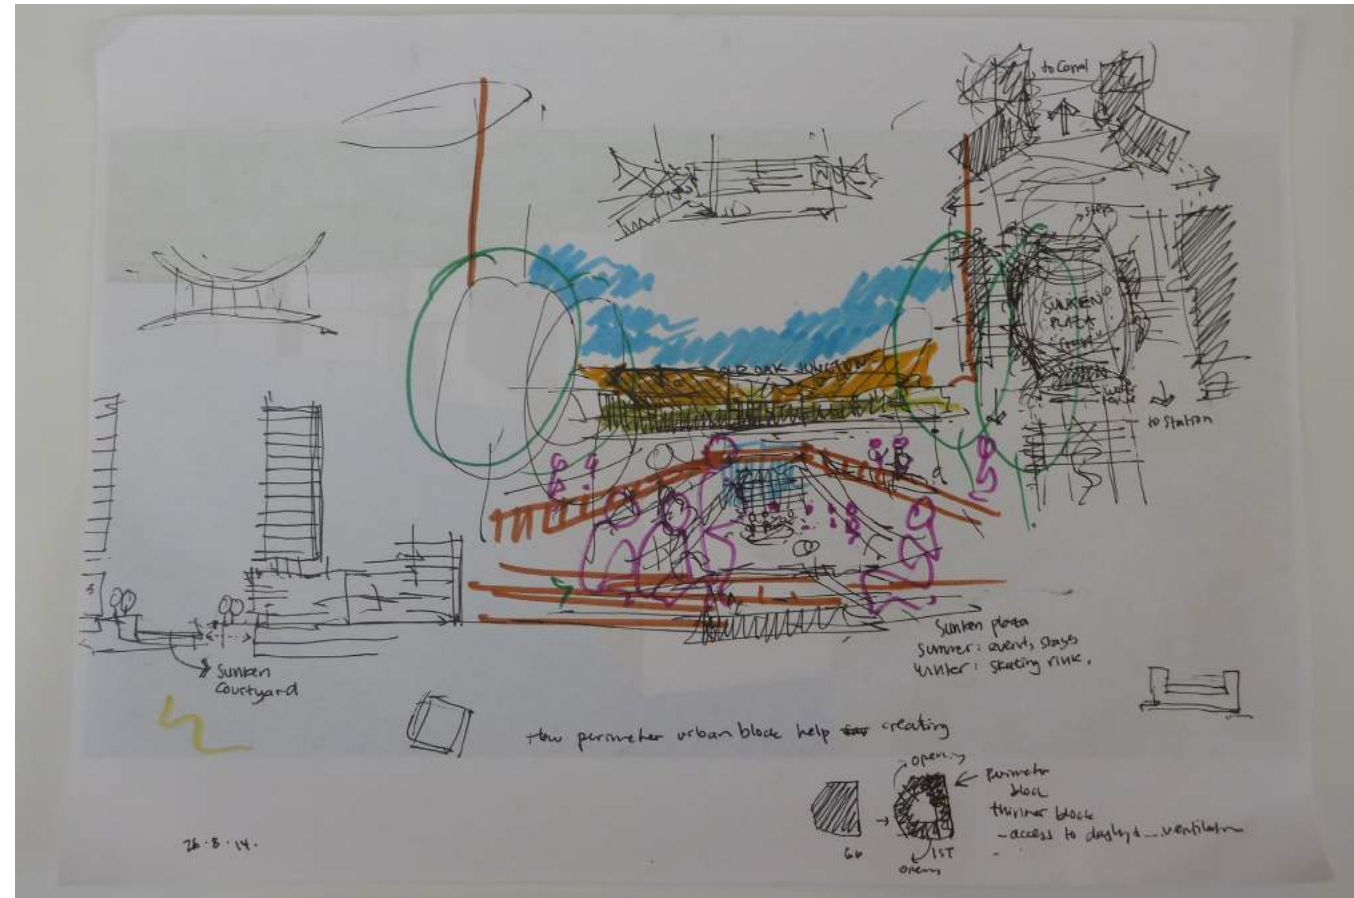 to Canal
steps
SUNKEN
PLAZA
to Station
OLD OAK JUNCTION
Sunken plaza
summer: event, stages
winter: skating rink.
Sunken
Courtyard
How perimeter urban block help creating
opening
perimeter
block
thinner block
- access to daylight ventilation
1ST
opening
26.8.14.